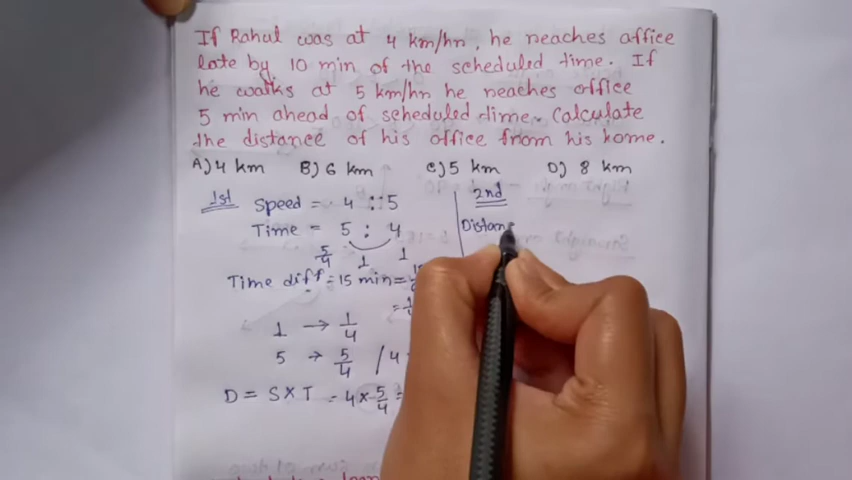 If Rahul was at 4 km/hr, he reaches office
late by 10 min of the scheduled time. If
he walks at 5 km/hr he reaches office
5 min ahead of scheduled time. Calculate
the distance of his office from his home.
A) 4 km B) 6 km C) 5 km D) 8 km
1st Speed = 4 :: 5
Time = 5 : 4
5/4 1 1
Time diff = 15 min =
= 1
1 → 1/4
5 → 5/4 / 4
D = S X T = 4 x 5/4 =
2nd
Distan